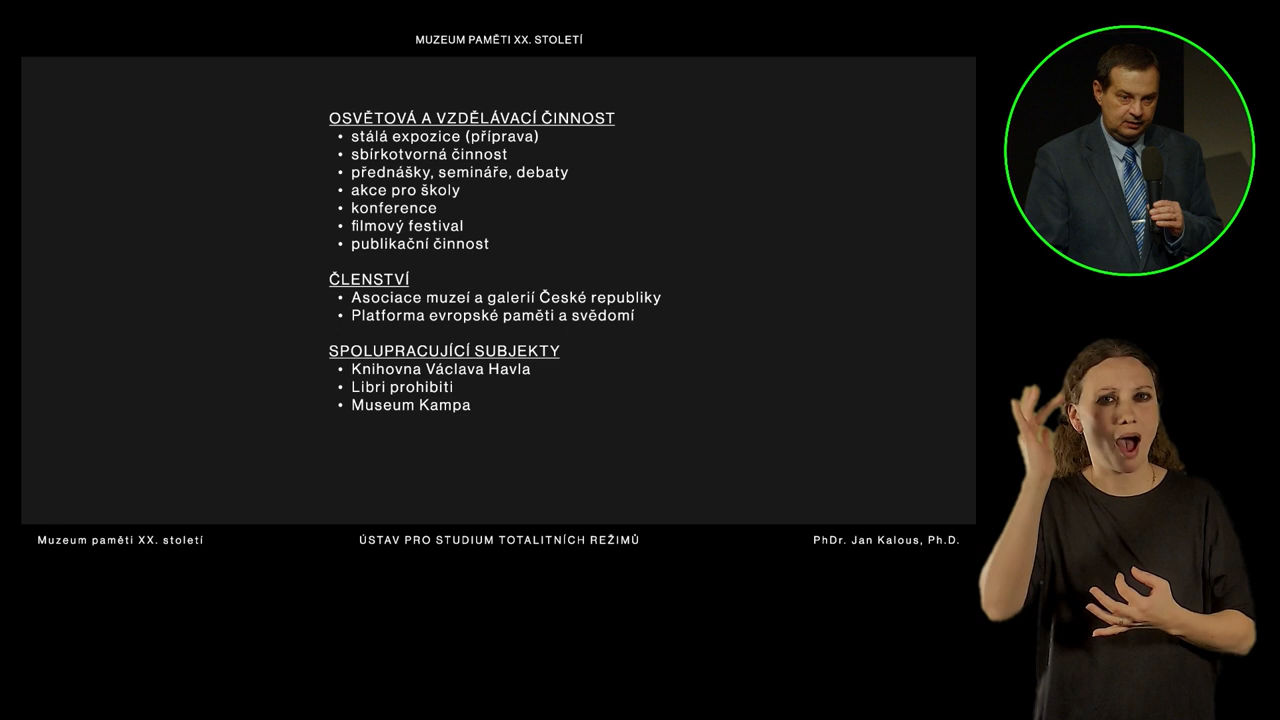 MUZEUM PAMĚTI XX. STOLETÍ
OSVĚTOVÁ A VZDĚLÁVACÍ ČINNOST
• stálá expozice (příprava)
• sbírkotvorná činnost
• přednášky, semináře, debaty
• akce pro školy
• konference
• filmový festival
• publikační činnost
ČLENSTVÍ
• Asociace muzeí a galerií České republiky
• Platforma evropské paměti a svědomí
SPOLUPRACUJÍCÍ SUBJEKTY
• Knihovna Václava Havla
• Libri prohibiti
• Museum Kampa
Muzeum paměti XX. století
ÚSTAV PRO STUDIUM TOTALITNÍCH REŽIMŮ
PhDr. Jan Kalous, Ph.D.